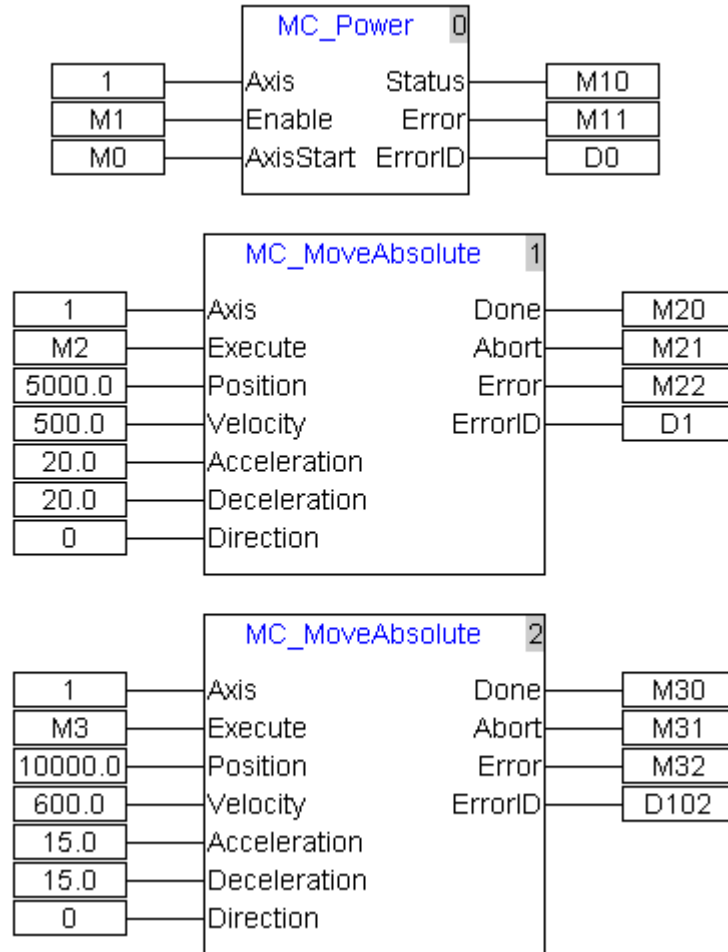 MC_Power 0
1 Axis Status M10
M1 Enable Error M11
M0 AxisStart ErrorID D0
MC_MoveAbsolute 1
1 Axis Done M20
M2 Execute Abort M21
5000.0 Position Error M22
500.0 Velocity ErrorID D1
20.0 Acceleration
20.0 Deceleration
0 Direction
MC_MoveAbsolute 2
1 Axis Done M30
M3 Execute Abort M31
10000.0 Position Error M32
600.0 Velocity ErrorID D102
15.0 Acceleration
15.0 Deceleration
0 Direction